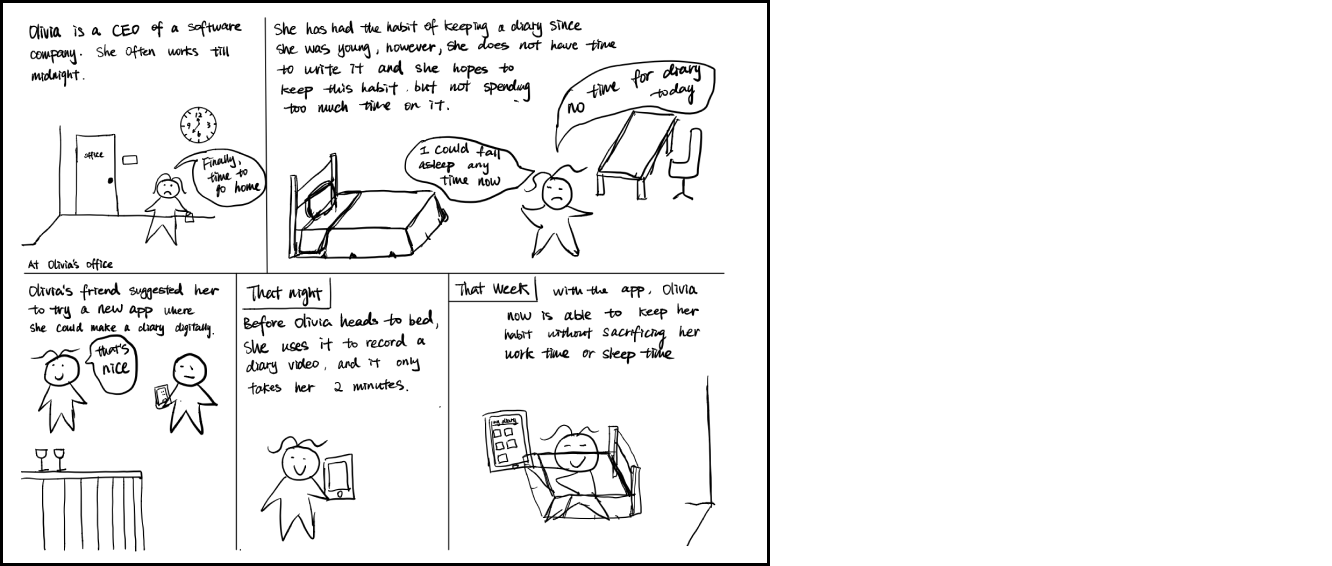 Olivia is a CEO of a software
company. She often works till
midnight.
12
9 3
6
office
Finally,
time to
go home
At Olivia's office
She has had the habit of keeping a diary since
she was young, however, she does not have time
to write it and she hopes to
keep this habit. but not spending
too much time on it.
I could fall
asleep any
time now
no time for diary
today
Olivia's friend suggested her
to try a new app where
she could make a diary digitally.
that's
nice
That night
Before Olivia heads to bed,
she uses it to record a
diary video, and it only
takes her 2 minutes.
That Week
with the app, Olivia
now is able to keep her
habit without sacrificing her
work time or sleep time
my diary